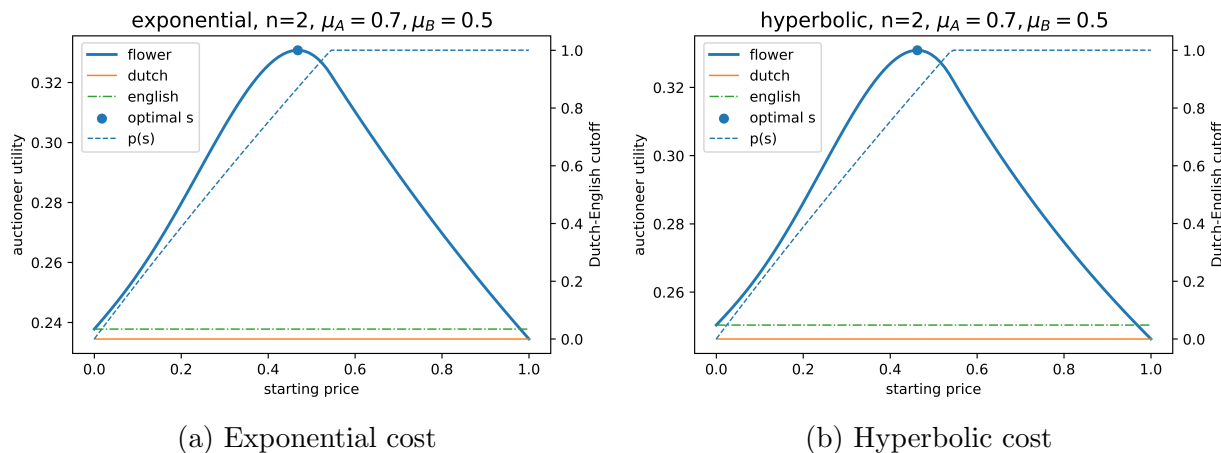 exponential, n=2, μ_A = 0.7, μ_B = 0.5
flower
dutch
english
optimal s
p(s)
auctioneer utility
0.32
0.30
0.28
0.26
0.24
0.0 0.2 0.4 0.6 0.8 1.0
starting price
1.0
0.8
0.6
0.4
0.2
0.0
Dutch-English cutoff
(a) Exponential cost
hyperbolic, n=2, μ_A = 0.7, μ_B = 0.5
flower
dutch
english
optimal s
p(s)
auctioneer utility
0.32
0.30
0.28
0.26
0.0 0.2 0.4 0.6 0.8 1.0
starting price
1.0
0.8
0.6
0.4
0.2
0.0
Dutch-English cutoff
(b) Hyperbolic cost